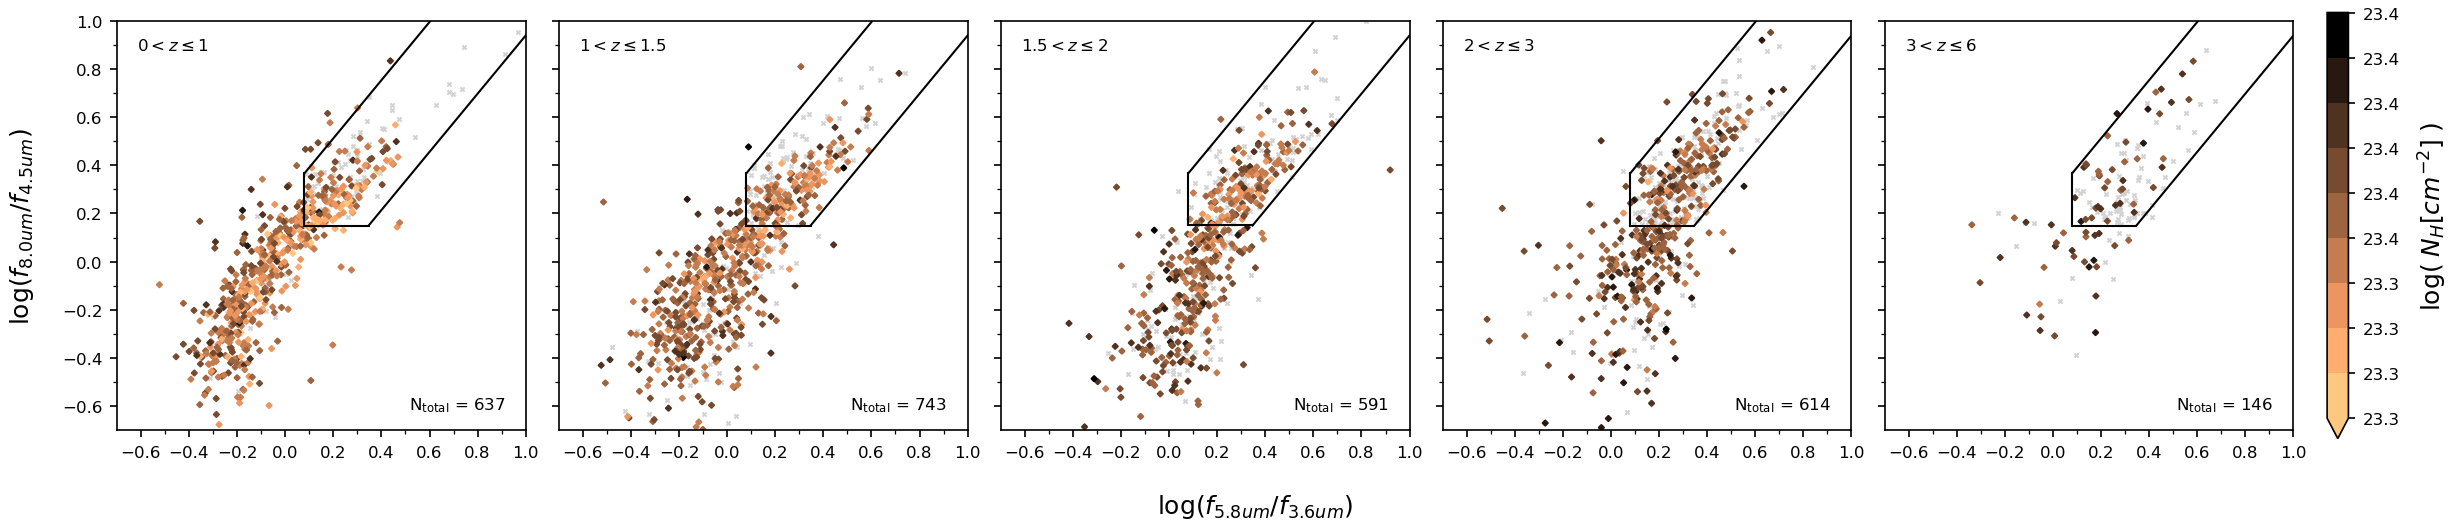 log(f8.0um/f4.5um)
1.0
0.8
0.6
0.4
0.2
0.0
−0.2
−0.4
−0.6
0 < z ≤ 1
Ntotal = 637
−0.6 −0.4 −0.2 0.0 0.2 0.4 0.6 0.8 1.0
1 < z ≤ 1.5
Ntotal = 743
−0.6 −0.4 −0.2 0.0 0.2 0.4 0.6 0.8 1.0
1.5 < z ≤ 2
Ntotal = 591
−0.6 −0.4 −0.2 0.0 0.2 0.4 0.6 0.8 1.0
2 < z ≤ 3
Ntotal = 614
−0.6 −0.4 −0.2 0.0 0.2 0.4 0.6 0.8 1.0
3 < z ≤ 6
Ntotal = 146
−0.6 −0.4 −0.2 0.0 0.2 0.4 0.6 0.8 1.0
23.4
23.4
23.4
23.4
23.4
23.4
23.3
23.3
23.3
23.3
log( NH[cm−2] )
log(f5.8um/f3.6um)